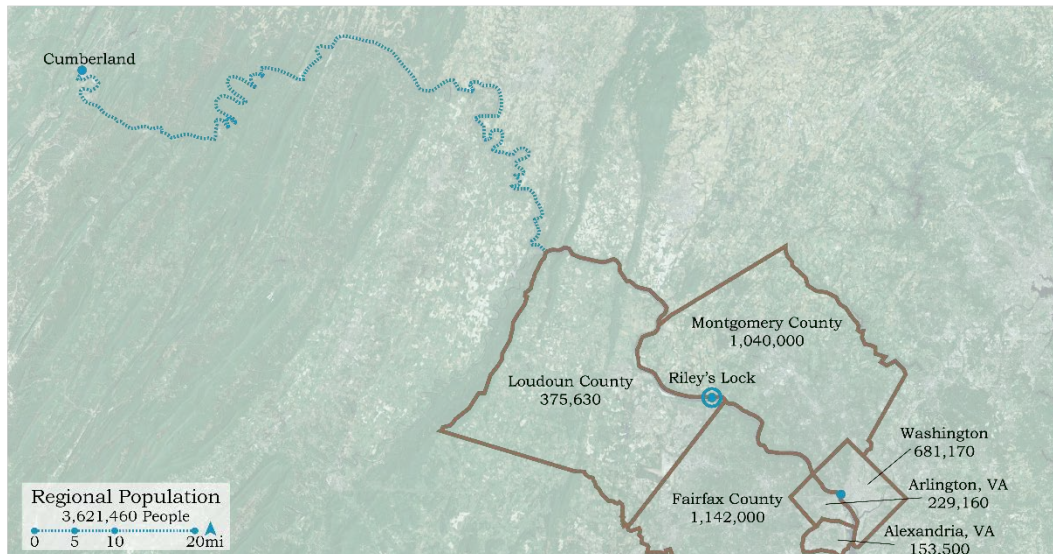 Cumberland
Montgomery County
1,040,000
Riley's Lock
Loudoun County
375,630
Washington
681,170
Arlington, VA
229,160
Fairfax County
1,142,000
Alexandria, VA
153,500
Regional Population
3,621,460 People
0 5 10 20mi